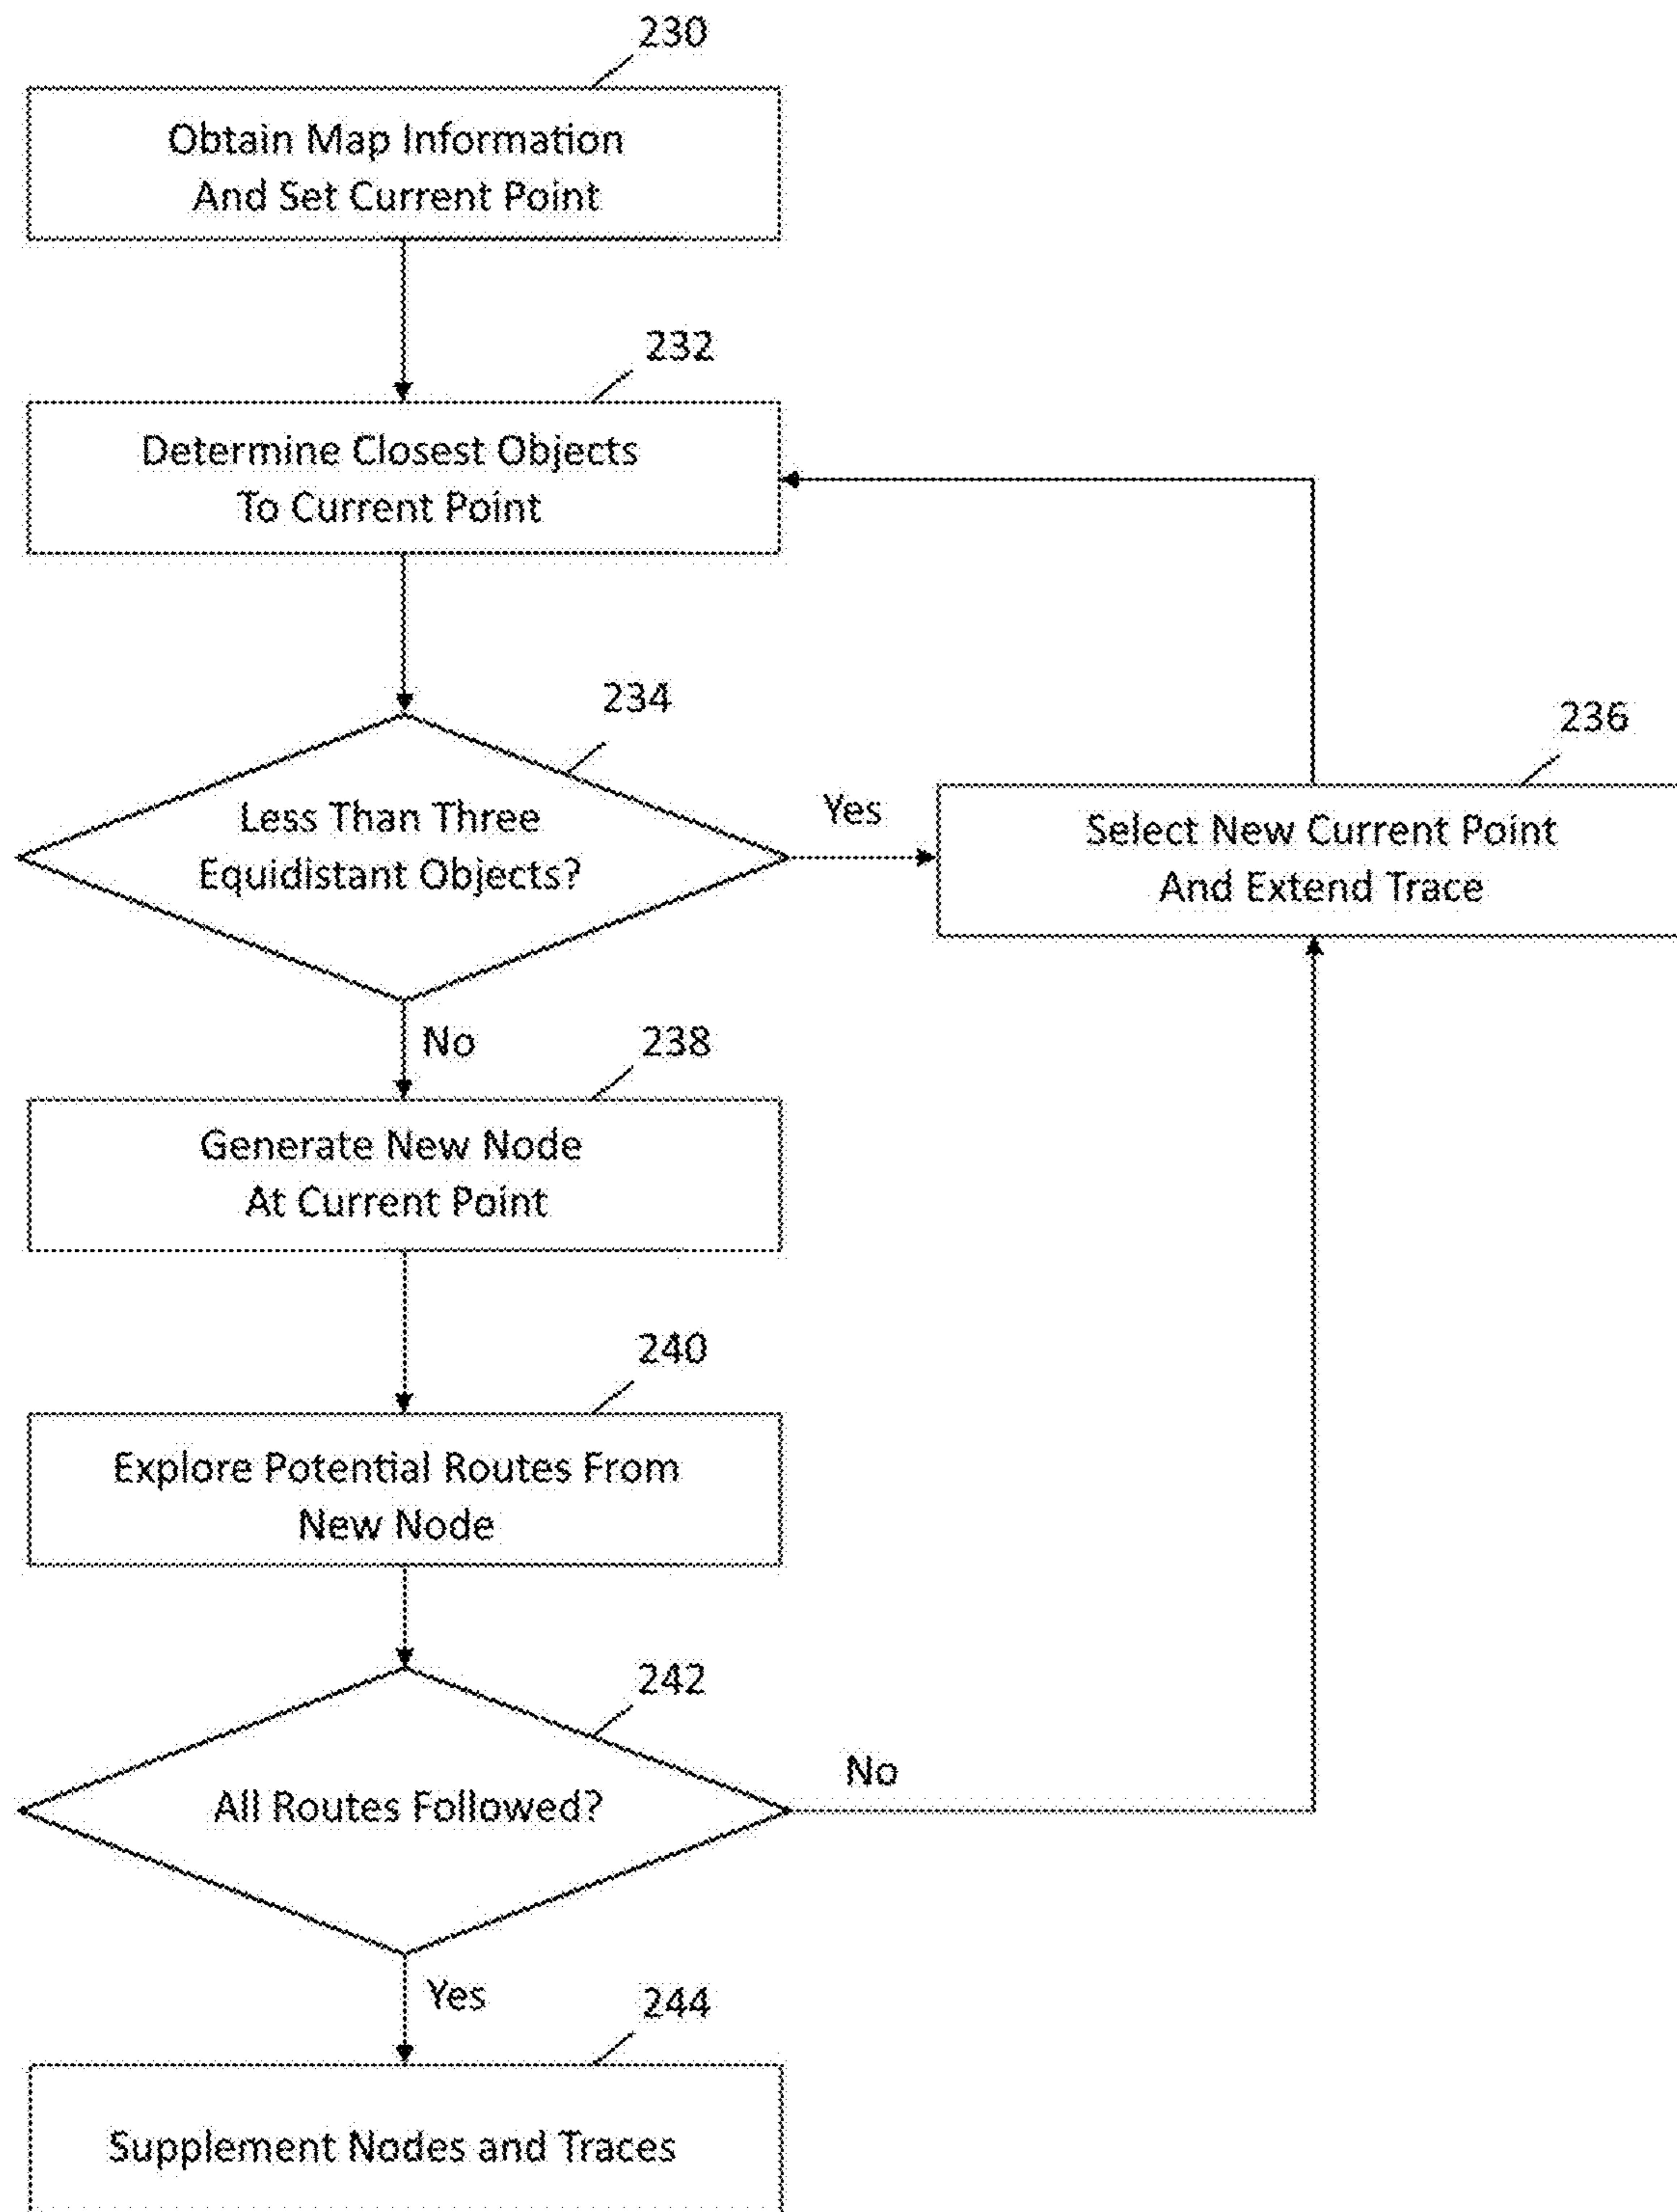 230
Obtain Map Information
And Set Current Point
232
Determine Closest Objects
To Current Point
234
Less Than Three
Equidistant Objects?
Yes
236
Select New Current Point
And Extend Trace
No
238
Generate New Node
At Current Point
240
Explore Potential Routes From
New Node
242
All Routes Followed?
No
Yes
244
Supplement Nodes and Traces